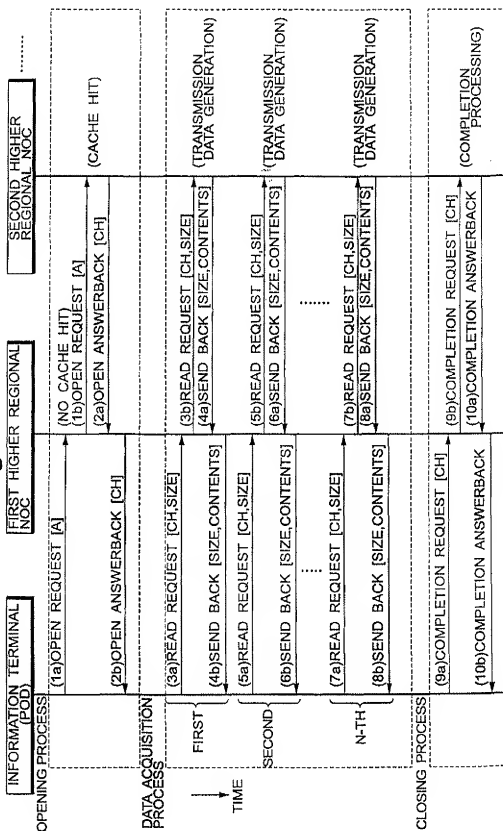 INFORMATION TERMINAL
(POD)
FIRST HIGHER REGIONAL
NOC
SECOND HIGHER
REGIONAL NOC
........
OPENING PROCESS
(1a)OPEN REQUEST [A]
(NO CACHE HIT)
(1b)OPEN REQUEST [A]
(CACHE HIT)
(2a)OPEN ANSWERBACK [CH]
(2b)OPEN ANSWERBACK [CH]
DATA ACQUISITION
PROCESS
TIME
FIRST
(3a)READ REQUEST [CH,SIZE]
(3b)READ REQUEST [CH,SIZE]
(TRANSMISSION
DATA GENERATION)
(4a)SEND BACK [SIZE,CONTENTS]
(4b)SEND BACK [SIZE,CONTENTS]
SECOND
(5a)READ REQUEST [CH,SIZE]
(5b)READ REQUEST [CH,SIZE]
(TRANSMISSION
DATA GENERATION)
(6a)SEND BACK [SIZE,CONTENTS]
(6b)SEND BACK [SIZE,CONTENTS]
......
.......
N-TH
(7a)READ REQUEST [CH,SIZE]
(7b)READ REQUEST [CH,SIZE]
(TRANSMISSION
DATA GENERATION)
(8a)SEND BACK [SIZE,CONTENTS]
(8b)SEND BACK [SIZE,CONTENTS]
CLOSING PROCESS
(9a)COMPLETION REQUEST [CH]
(9b)COMPLETION REQUEST [CH]
(COMPLETION
PROCESSING)
(10a)COMPLETION ANSWERBACK
(10b)COMPLETION ANSWERBACK